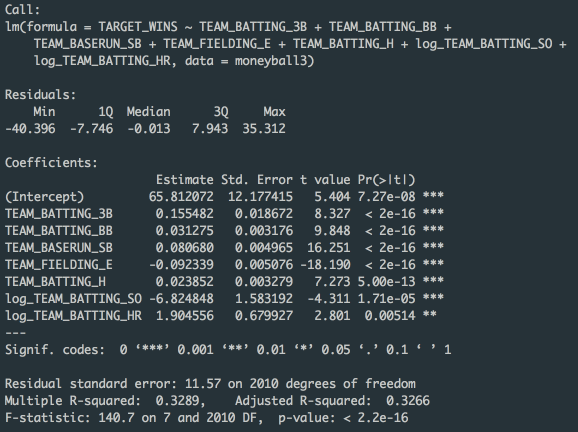 Call:
lm(formula = TARGET_WINS ~ TEAM_BATTING_3B + TEAM_BATTING_BB +
    TEAM_BASERUN_SB + TEAM_FIELDING_E + TEAM_BATTING_H + log_TEAM_BATTING_SO +
    log_TEAM_BATTING_HR, data = moneyball3)

Residuals:
    Min      1Q  Median      3Q     Max
-40.396  -7.746  -0.013   7.943  35.312

Coefficients:
                     Estimate Std. Error t value Pr(>|t|)
(Intercept)         65.812072  12.177415   5.404 7.27e-08 ***
TEAM_BATTING_3B      0.155482   0.018672   8.327  < 2e-16 ***
TEAM_BATTING_BB      0.031275   0.003176   9.848  < 2e-16 ***
TEAM_BASERUN_SB      0.080680   0.004965  16.251  < 2e-16 ***
TEAM_FIELDING_E     -0.092339   0.005076 -18.190  < 2e-16 ***
TEAM_BATTING_H       0.023852   0.003279   7.273 5.00e-13 ***
log_TEAM_BATTING_SO -6.824848   1.583192  -4.311 1.71e-05 ***
log_TEAM_BATTING_HR  1.904556   0.679927   2.801  0.00514 **
---
Signif. codes:  0 ‘***’ 0.001 ‘**’ 0.01 ‘*’ 0.05 ‘.’ 0.1 ‘ ’ 1

Residual standard error: 11.57 on 2010 degrees of freedom
Multiple R-squared:  0.3289,	Adjusted R-squared:  0.3266
F-statistic: 140.7 on 7 and 2010 DF,  p-value: < 2.2e-16